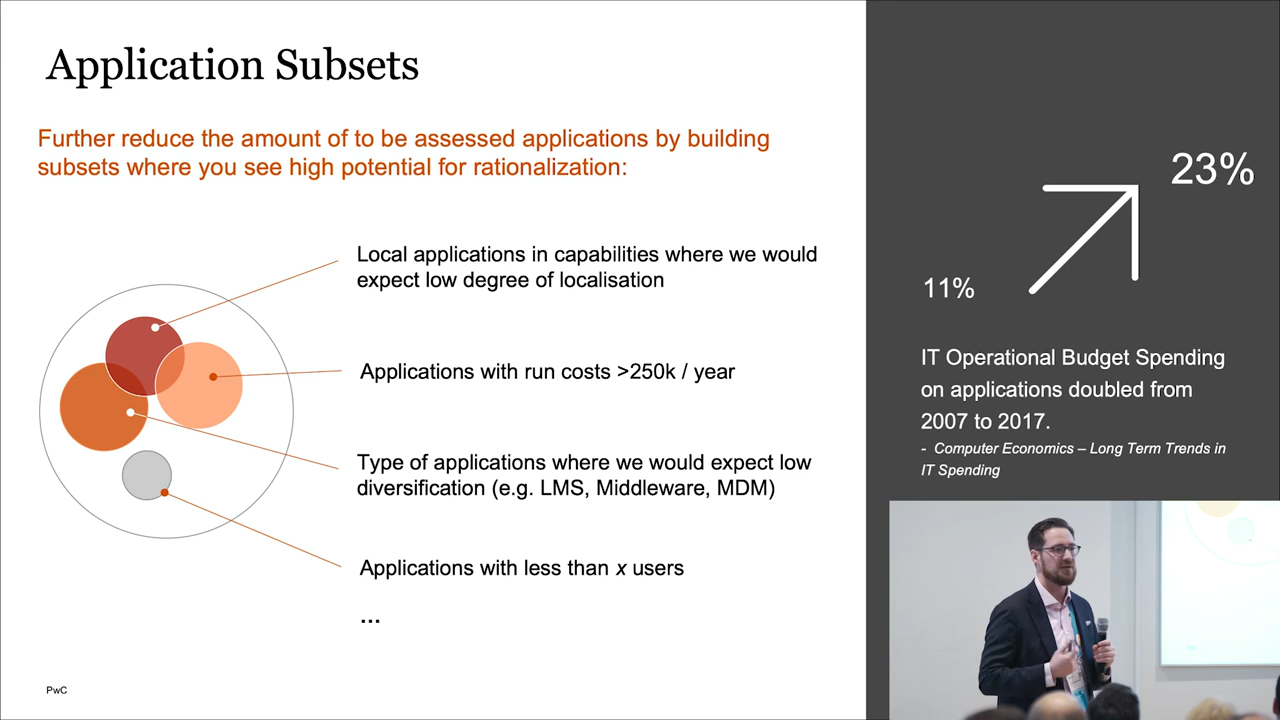 Application Subsets
Further reduce the amount of to be assessed applications by building
subsets where you see high potential for rationalization:
Local applications in capabilities where we would
expect low degree of localisation
Applications with run costs >250k / year
Type of applications where we would expect low
diversification (e.g. LMS, Middleware, MDM)
Applications with less than x users
...
PwC
23%
11%
IT Operational Budget Spending
on applications doubled from
2007 to 2017.
- Computer Economics – Long Term Trends in
IT Spending